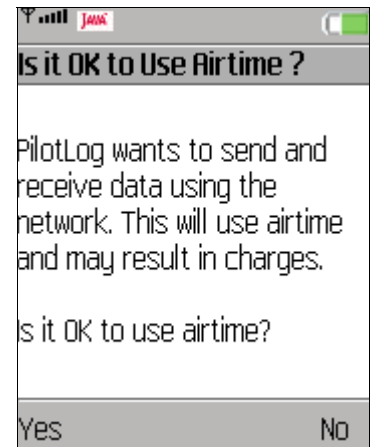 JAVA
Is it OK to Use Airtime ?
PilotLog wants to send and
receive data using the
network. This will use airtime
and may result in charges.
Is it OK to use airtime?
Yes
No